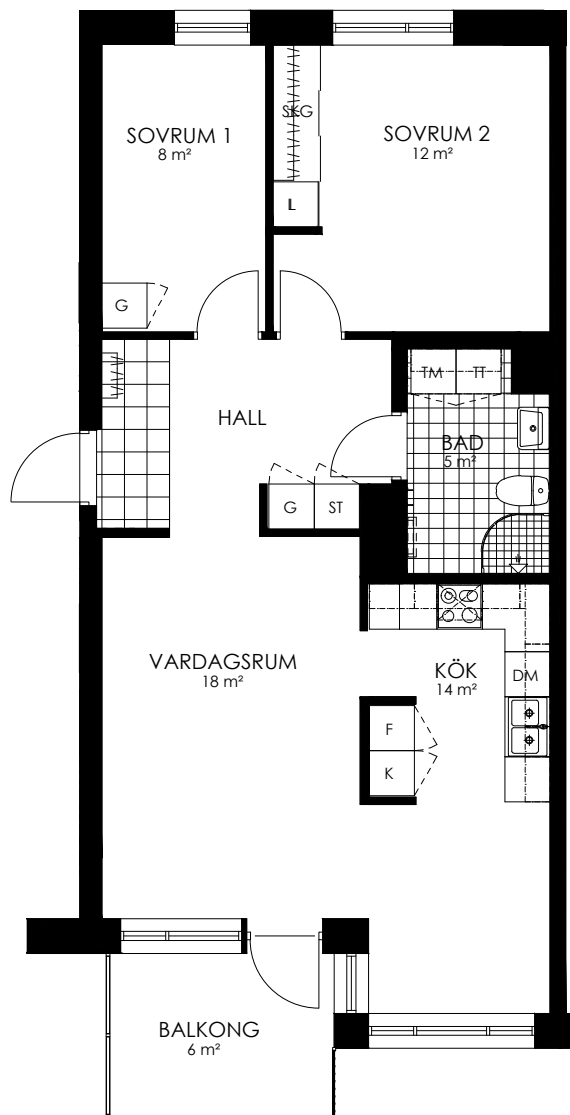 SKG
SOVRUM 1
8 m²
SOVRUM 2
12 m²
L
G
TM
TT
HALL
BAD
5 m²
G
ST
VARDAGSRUM
18 m²
KÖK
14 m²
DM
F
K
BALKONG
6 m²